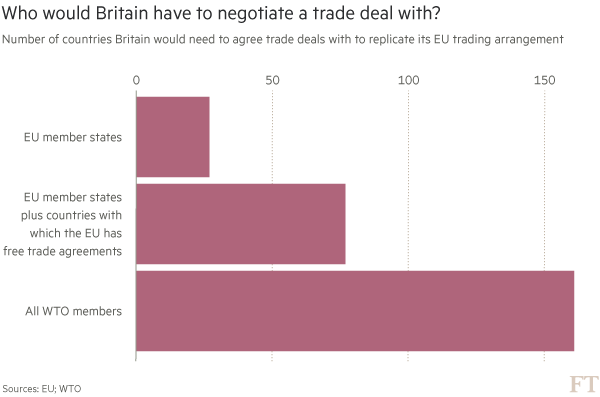 Who would Britain have to negotiate a trade deal with?
Number of countries Britain would need to agree trade deals with to replicate its EU trading arrangement
0 50 100 150
EU member states
EU member states
plus countries with
which the EU has
free trade agreements
All WTO members
Sources: EU; WTO
FT